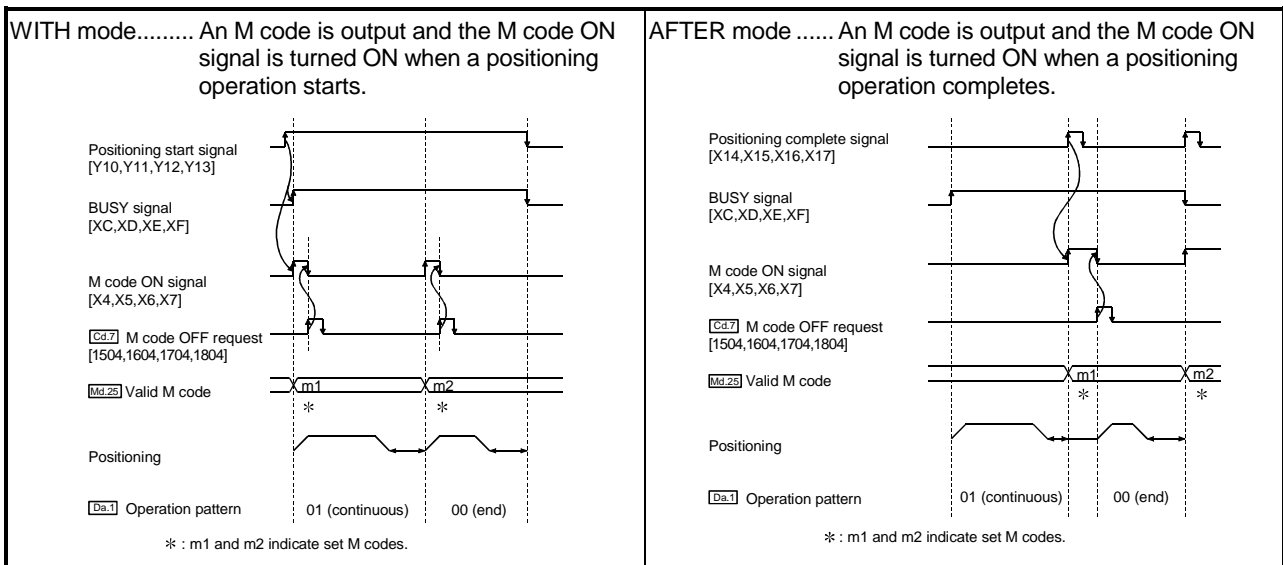 WITH mode......... An M code is output and the M code ON
signal is turned ON when a positioning
operation starts.
Positioning start signal
[Y10,Y11,Y12,Y13]
BUSY signal
[XC,XD,XE,XF]
M code ON signal
[X4,X5,X6,X7]
Cd.7 M code OFF request
[1504,1604,1704,1804]
Md.25 Valid M code
m1
m2
*
*
Positioning
Da.1 Operation pattern
01 (continuous)
00 (end)
* : m1 and m2 indicate set M codes.
AFTER mode ...... An M code is output and the M code ON
signal is turned ON when a positioning
operation completes.
Positioning complete signal
[X14,X15,X16,X17]
BUSY signal
[XC,XD,XE,XF]
M code ON signal
[X4,X5,X6,X7]
Cd.7 M code OFF request
[1504,1604,1704,1804]
Md.25 Valid M code
m1
m2
*
*
Positioning
Da.1 Operation pattern
01 (continuous)
00 (end)
* : m1 and m2 indicate set M codes.